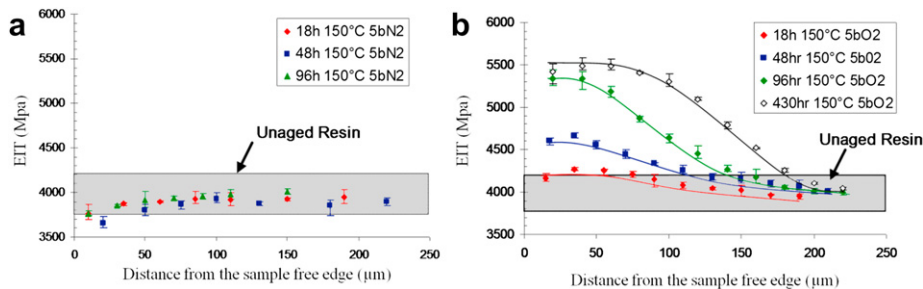 a
6000
5500
5000
4500
4000
3500
EIT (Mpa)
18h 150°C 5bN2
48h 150°C 5bN2
96h 150°C 5bN2
Unaged Resin
0 50 100 150 200 250
Distance from the sample free edge (µm)
b
6000
5500
5000
4500
4000
3500
EIT (Mpa)
18h 150°C 5bO2
48hr 150°C 5b02
96hr 150°C 5bO2
430hr 150°C 5bO2
Unaged Resin
0 50 100 150 200 250
Distance from the sample free edge (µm)